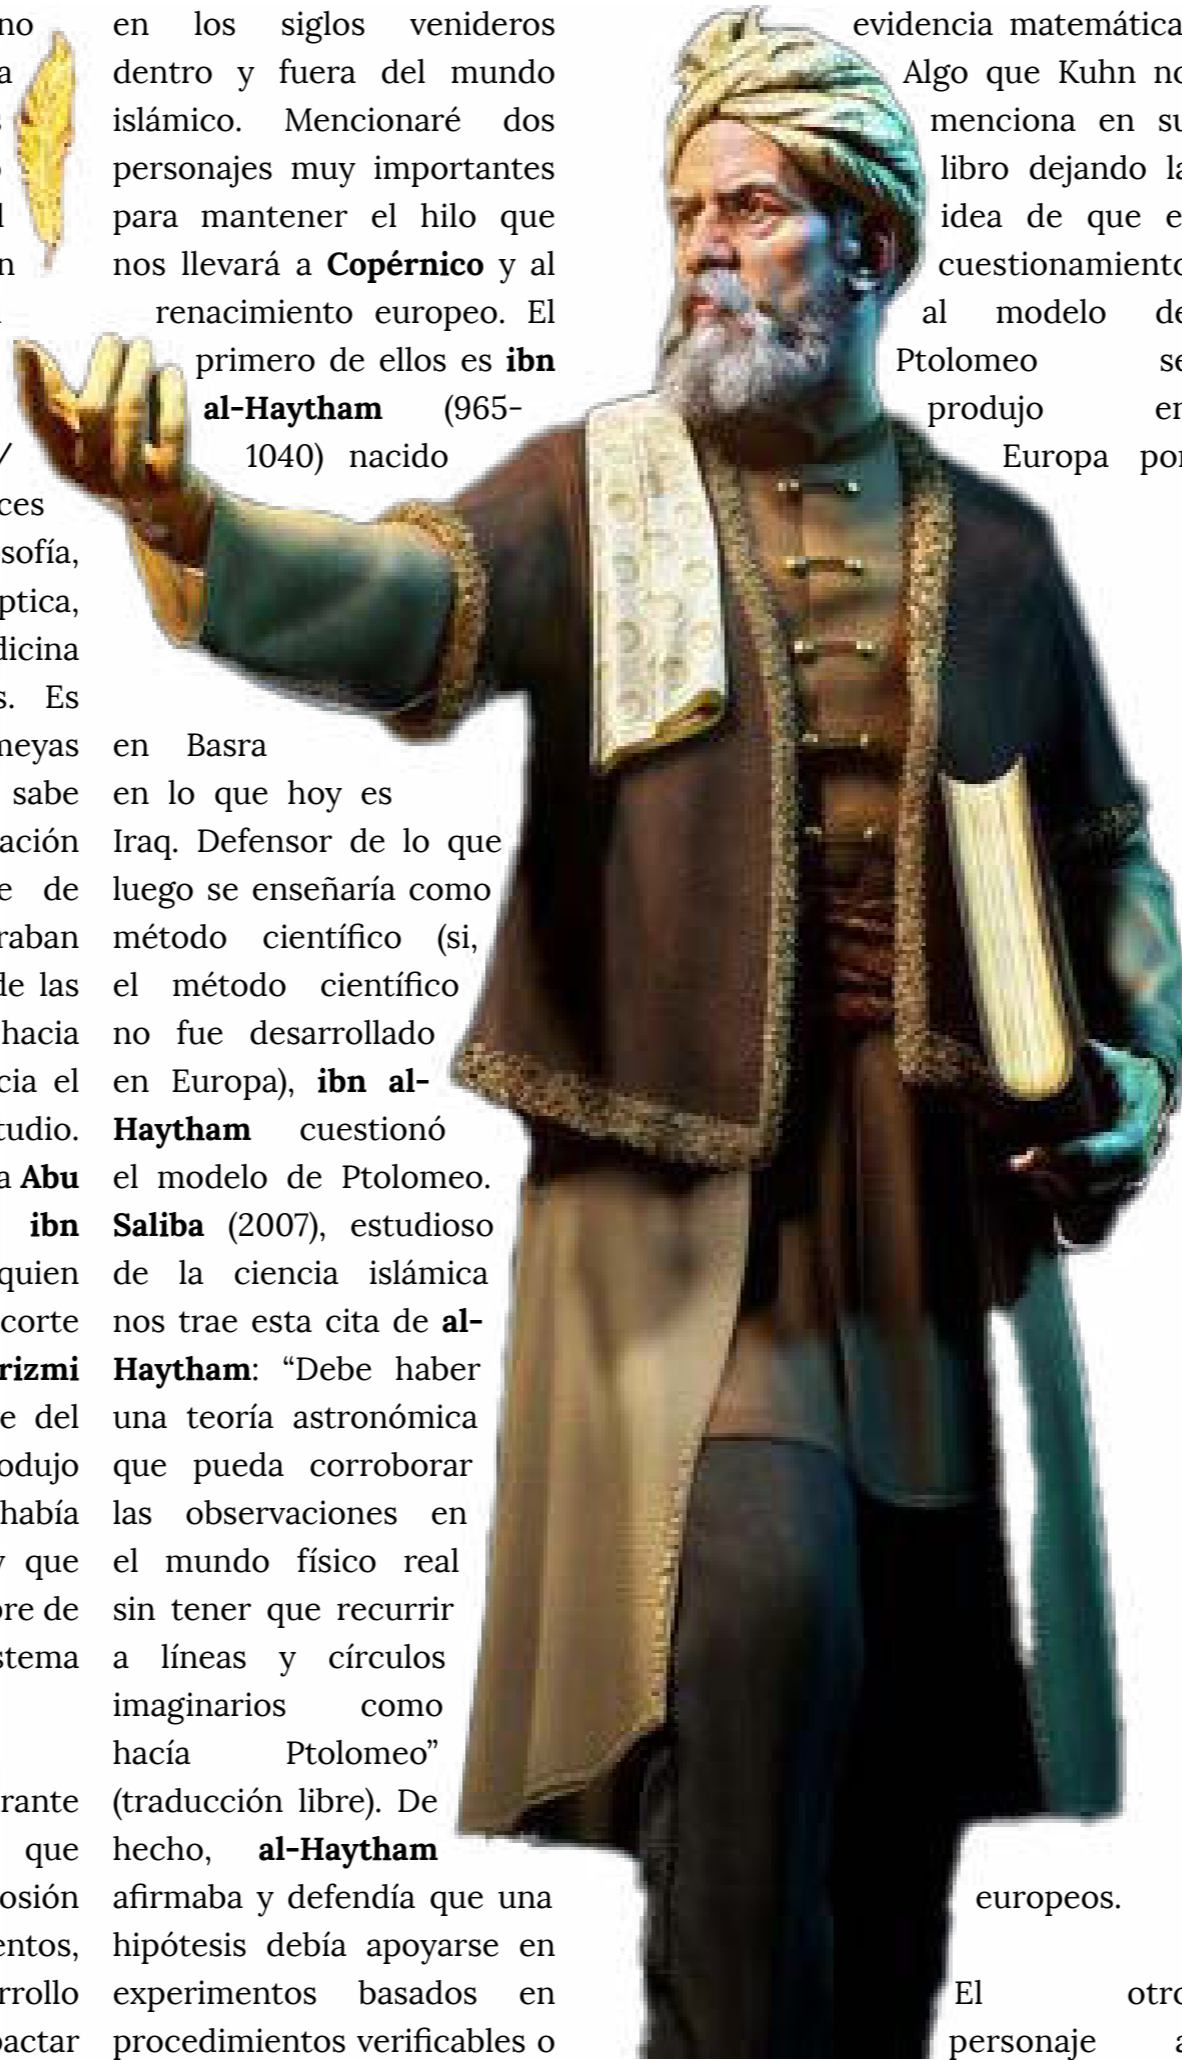 no
a
ces
sofía,
ptica,
dicina
s. Es
meyas
sabe
ación
e de
raban
de las
hacia
cia el
tudio.
a Abu
ibn
quien
corte
rizmi
e del
odujo
había
y que
bre de
stema
rante
que
osión
entos,
rrollo
pactar
en los siglos venideros
dentro y fuera del mundo
islámico. Mencionaré dos
personajes muy importantes
para mantener el hilo que
nos llevará a Copérnico y al
renacimiento europeo. El
primero de ellos es ibn
al-Haytham (965-
1040) nacido
en Basra
en lo que hoy es
Iraq. Defensor de lo que
luego se enseñaría como
método científico (si,
el método científico
no fue desarrollado
en Europa), ibn al-
Haytham cuestionó
el modelo de Ptolomeo.
Saliba (2007), estudioso
de la ciencia islámica
nos trae esta cita de al-
Haytham: “Debe haber
una teoría astronómica
que pueda corroborar
las observaciones en
el mundo físico real
sin tener que recurrir
a líneas y círculos
imaginarios como
hacía Ptolomeo”
(traducción libre). De
hecho, al-Haytham
afirmaba y defendía que una
hipótesis debía apoyarse en
experimentos basados en
procedimientos verificables o
evidencia matemática
Algo que Kuhn no
menciona en su
libro dejando la
idea de que e
cuestionamiento
al modelo de
Ptolomeo se
produjo en
Europa por
europeos.
El otro
personaje a